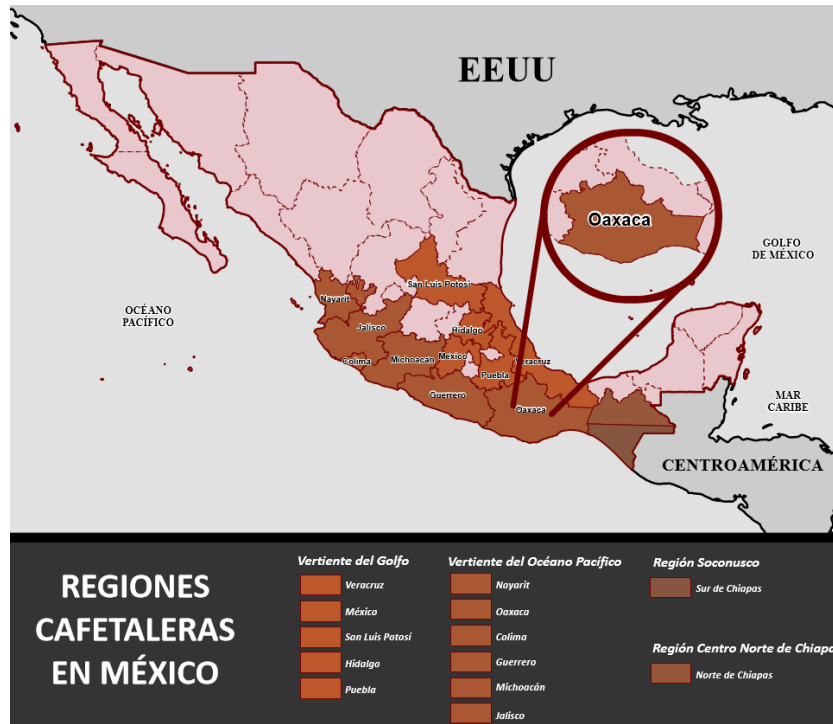 EEUU
Oaxaca
GOLFO
DE MÉXICO
OCÉANO
PACÍFICO
San Luis Potosí
Nayarit
Jalisco
Hidalgo
Colima
Michoacán
México
Veracruz
Puebla
Guerrero
Oaxaca
MAR
CARIBE
CENTROAMÉRICA
REGIONES
CAFETALERAS
EN MÉXICO
Vertiente del Golfo
Veracruz
México
San Luis Potosí
Hidalgo
Puebla
Vertiente del Océano Pacífico
Nayarit
Oaxaca
Colima
Guerrero
Michoacán
Jalisco
Región Soconusco
Sur de Chiapas
Región Centro Norte de Chiapa
Norte de Chiapas